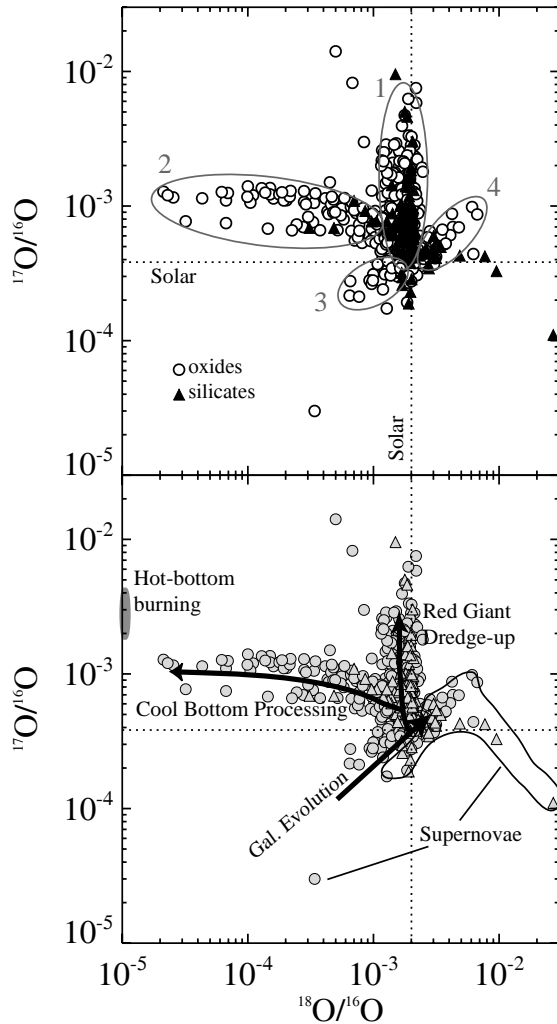 10⁻²
1
2
4
10⁻³
¹⁷O/¹⁶O
Solar
3
10⁻⁴
oxides
silicates
Solar
10⁻⁵
10⁻²
Hot-bottom
burning
Red Giant
Dredge-up
10⁻³
¹⁷O/¹⁶O
Cool Bottom Processing
Gal. Evolution
10⁻⁴
Supernovae
10⁻⁵
10⁻⁵ 10⁻⁴ 10⁻³ 10⁻²
¹⁸O/¹⁶O